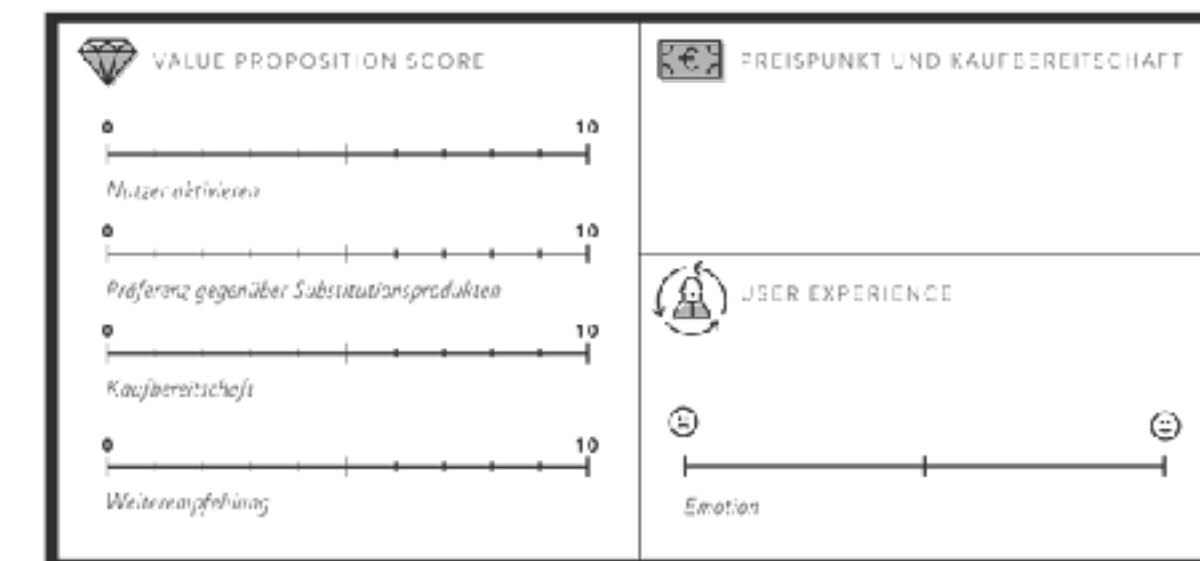 VALUE PROPOSITION SCORE
0 10
Nutzer aktivieren
0 10
Präferenz gegenüber Substitutionsprodukten
0 10
Kaufbereitschaft
0 10
Weiterempfehlung
€
PREISPUNKT UND KAUFBEREITSCHAFT
USER EXPERIENCE
Emotion